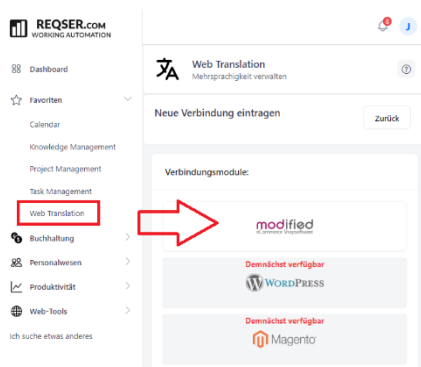 REQSER.COM
WORKING AUTOMATION
8
J
Dashboard
Favoriten
Calendar
Knowledge Management
Project Management
Task Management
Web Translation
Buchhaltung
Personalwesen
Produktivität
Web-Tools
Ich suche etwas anderes
Web Translation
Mehrsprachigkeit verwalten
Neue Verbindung eintragen
Zurück
Verbindungsmodule:
modified
eCommerce Shopsoftware
Demnächst verfügbar
WORDPRESS
Demnächst verfügbar
Magento